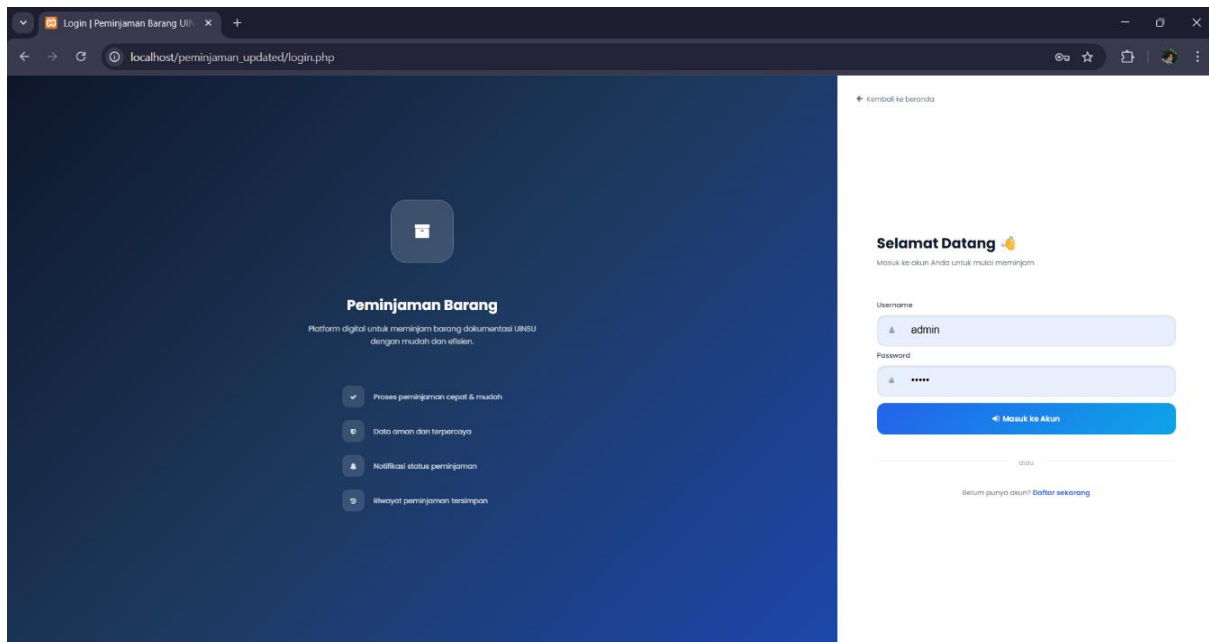 Login | Peminjaman Barang UIN
localhost/peminjaman_updated/login.php
Kembali ke beranda
Peminjaman Barang
Platform digital untuk meminjam barang dokumentasi UINSU
dengan mudah dan efisien.
Proses peminjaman cepat & mudah
Data aman dan terpercaya
Notifikasi status peminjaman
Riwayat peminjaman tersimpan
Selamat Datang 👋
Masuk ke akun Anda untuk mulai meminjam
Username
admin
Password
•••••
Masuk ke Akun
atau
Belum punya akun? Daftar sekarang